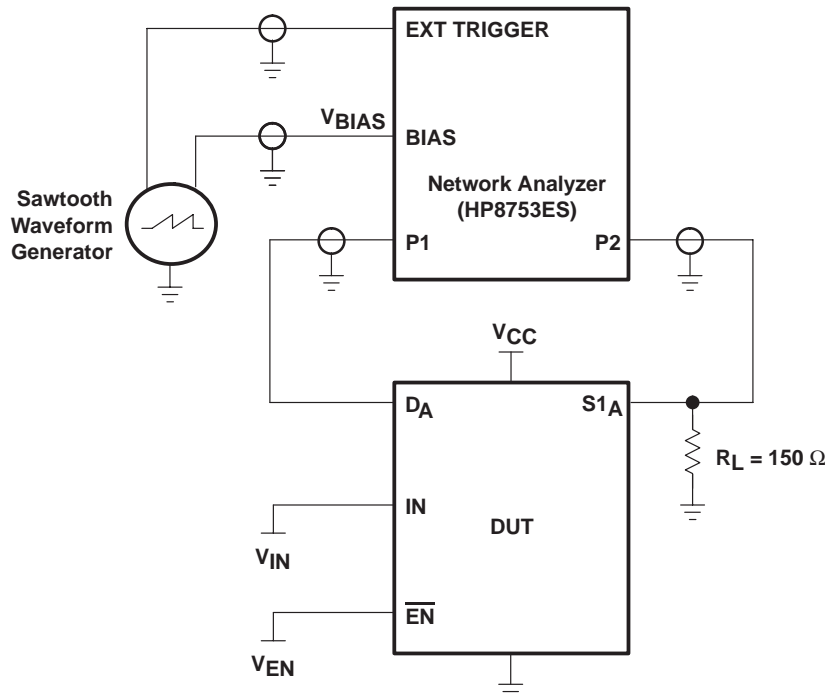 EXT TRIGGER
VBIAS
BIAS
Network Analyzer
(HP8753ES)
Sawtooth
Waveform
Generator
P1
P2
VCC
DA
S1A
RL = 150 Ω
IN
DUT
VIN
EN
VEN